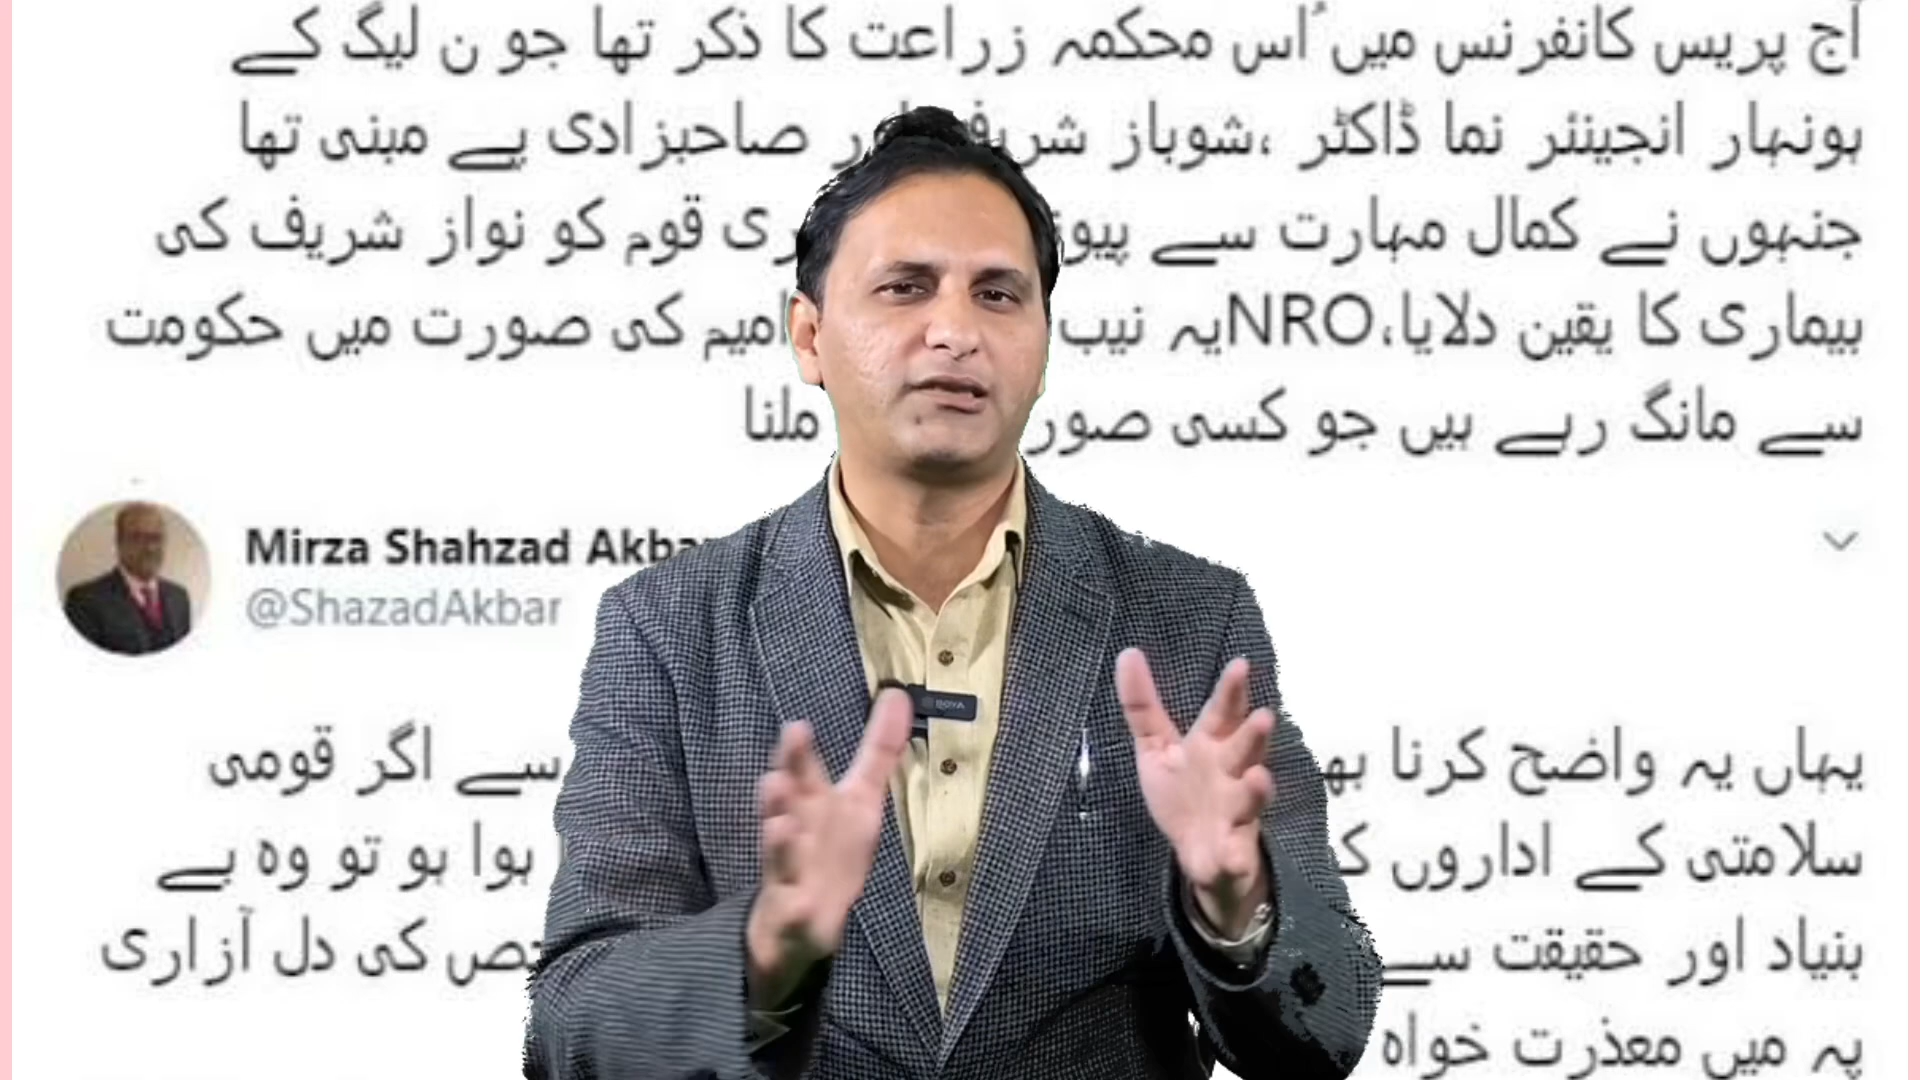 آج پریس کانفرنس میں اُس محکمہ زراعت کا ذکر تھا جو ن لیگ کے
ہونہار انجینئر نما ڈاکٹر ،شوباز شریف اور صاحبزادی پے مبنی تھا
جنہوں نے کمال مہارت سے قوم کو نواز شریف کی
بیماری کا یقین دلایا،NROیہ نیب کی صورت میں حکومت
سے مانگ رہے ہیں جو کسی ملنا
Mirza Shahzad Akbar
@ShazadAkbar
یہاں یہ واضح کرنا سے اگر قومی
سلامتی کے اداروں ہوا ہو تو وہ بے
بنیاد اور حقیقت سے کی دل آزاری
پہ میں معذرت خواہ
BOYA